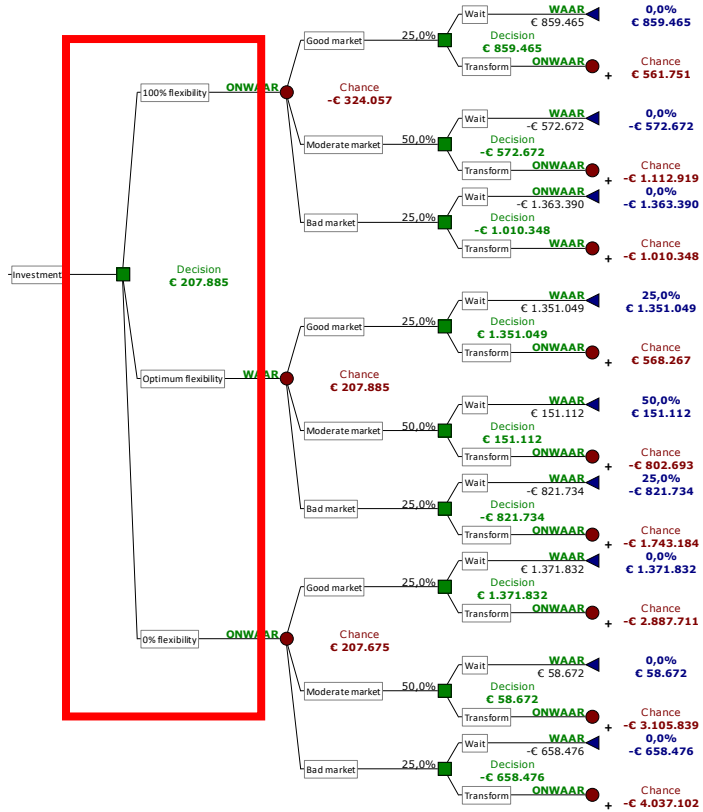 Investment
Decision
€ 207.885
100% flexibility
ONWAAR
Chance
-€ 324.057
Good market
25,0%
Decision
€ 859.465
Wait
WAAR
€ 859.465
0,0%
€ 859.465
Transform
ONWAAR
+
Chance
€ 561.751
Moderate market
50,0%
Decision
-€ 572.672
Wait
WAAR
-€ 572.672
0,0%
-€ 572.672
Transform
ONWAAR
+
Chance
-€ 1.112.919
Bad market
25,0%
Decision
-€ 1.010.348
Wait
ONWAAR
-€ 1.363.390
0,0%
-€ 1.363.390
Transform
WAAR
+
Chance
-€ 1.010.348
Optimum flexibility
WAAR
Chance
€ 207.885
Good market
25,0%
Decision
€ 1.351.049
Wait
WAAR
€ 1.351.049
25,0%
€ 1.351.049
Transform
ONWAAR
+
Chance
€ 568.267
Moderate market
50,0%
Decision
€ 151.112
Wait
WAAR
€ 151.112
50,0%
€ 151.112
Transform
ONWAAR
+
Chance
-€ 802.693
Bad market
25,0%
Decision
-€ 821.734
Wait
WAAR
-€ 821.734
25,0%
-€ 821.734
Transform
ONWAAR
+
Chance
-€ 1.743.184
0% flexibility
ONWAAR
Chance
€ 207.675
Good market
25,0%
Decision
€ 1.371.832
Wait
WAAR
€ 1.371.832
0,0%
€ 1.371.832
Transform
ONWAAR
+
Chance
-€ 2.887.711
Moderate market
50,0%
Decision
€ 58.672
Wait
WAAR
€ 58.672
0,0%
€ 58.672
Transform
ONWAAR
+
Chance
-€ 3.105.839
Bad market
25,0%
Decision
-€ 658.476
Wait
WAAR
-€ 658.476
0,0%
-€ 658.476
Transform
ONWAAR
+
Chance
-€ 4.037.102